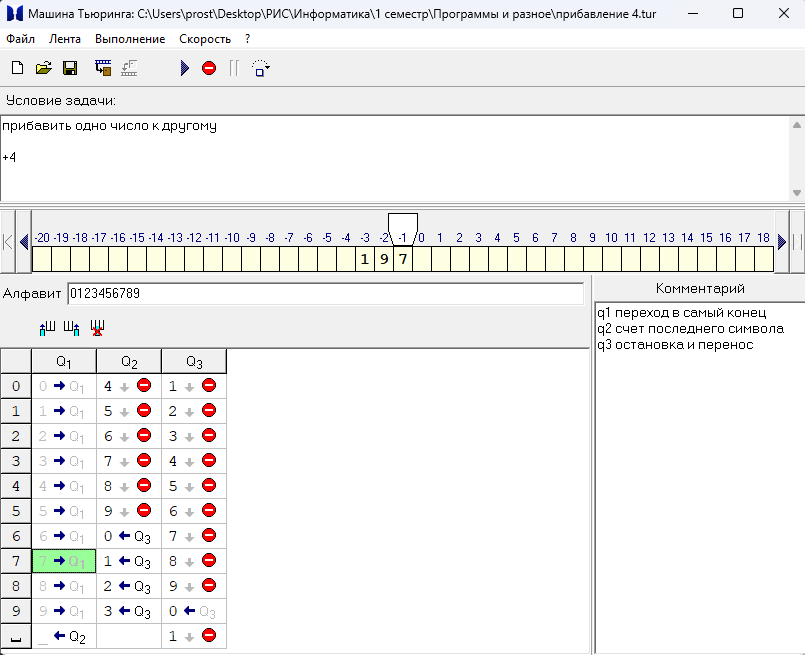 Машина Тьюринга: C:\Users\prost\Desktop\РИС\Информатика\1 семестр\Программы и разное\прибавление 4.tur
Файл Лента Выполнение Скорость ?
Условие задачи:
прибавить одно число к другому
+4
-20 -19 -18 -17 -16 -15 -14 -13 -12 -11 -10 -9 -8 -7 -6 -5 -4 -3 -2 -1 0 1 2 3 4 5 6 7 8 9 10 11 12 13 14 15 16 17 18
1 9 7
Алфавит 0123456789
Комментарий
q1 переход в самый конец
q2 счет последнего символа
q3 остановка и перенос
Q1 Q2 Q3
0 0 → Q1 4 ↓ 1 ↓
1 1 → Q1 5 ↓ 2 ↓
2 2 → Q1 6 ↓ 3 ↓
3 3 → Q1 7 ↓ 4 ↓
4 4 → Q1 8 ↓ 5 ↓
5 5 → Q1 9 ↓ 6 ↓
6 6 → Q1 0 ← Q3 7 ↓
7 7 → Q1 1 ← Q3 8 ↓
8 8 → Q1 2 ← Q3 9 ↓
9 9 → Q1 3 ← Q3 0 ← Q3
_ _ ← Q2 1 ↓